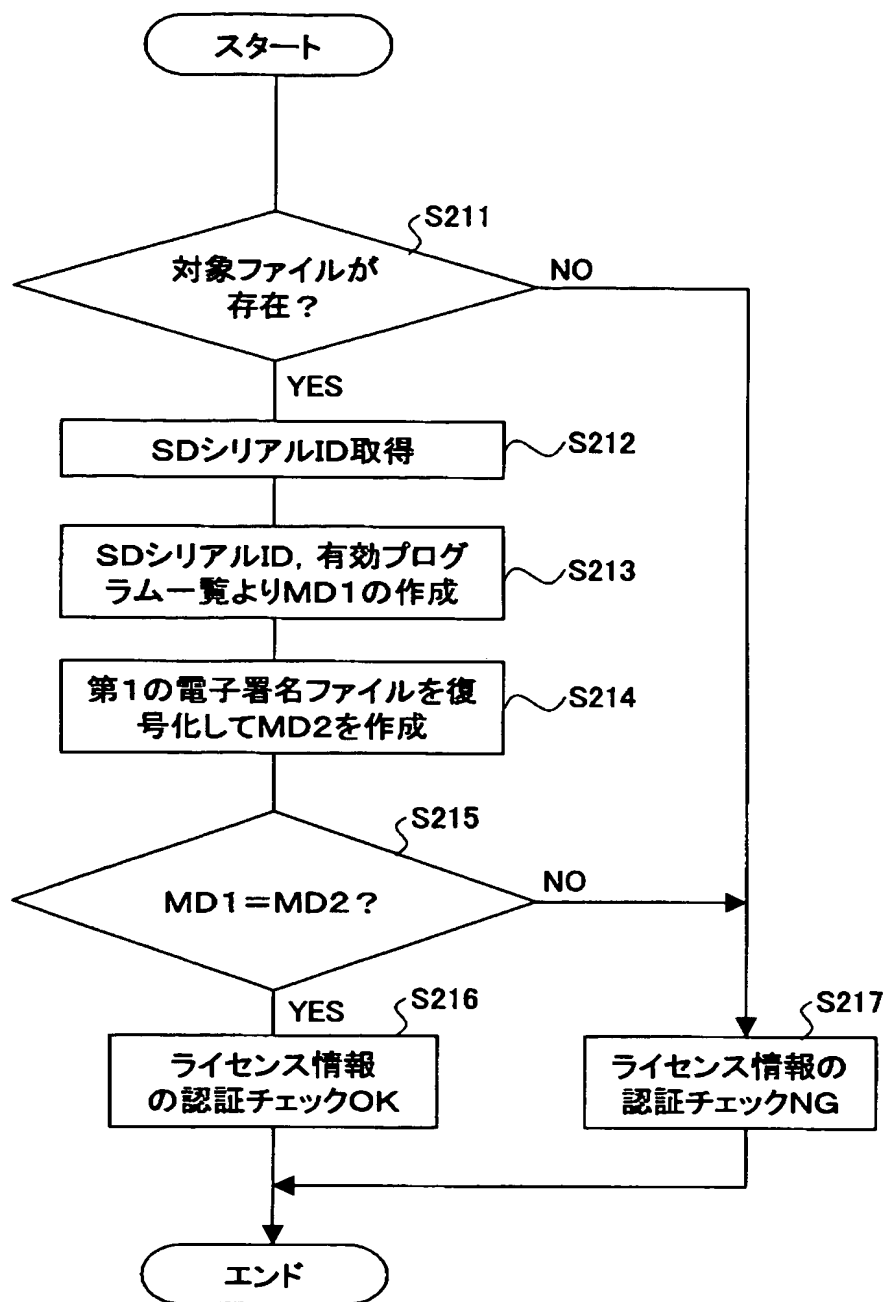 スタート
S211
対象ファイルが
存在？
NO
YES
SDシリアルID取得
S212
SDシリアルID，有効プログ
ラム一覧よりMD1の作成
S213
第1の電子署名ファイルを復
号化してMD2を作成
S214
S215
MD1＝MD2？
NO
YES
S216
ライセンス情報
の認証チェックOK
S217
ライセンス情報の
認証チェックNG
エンド